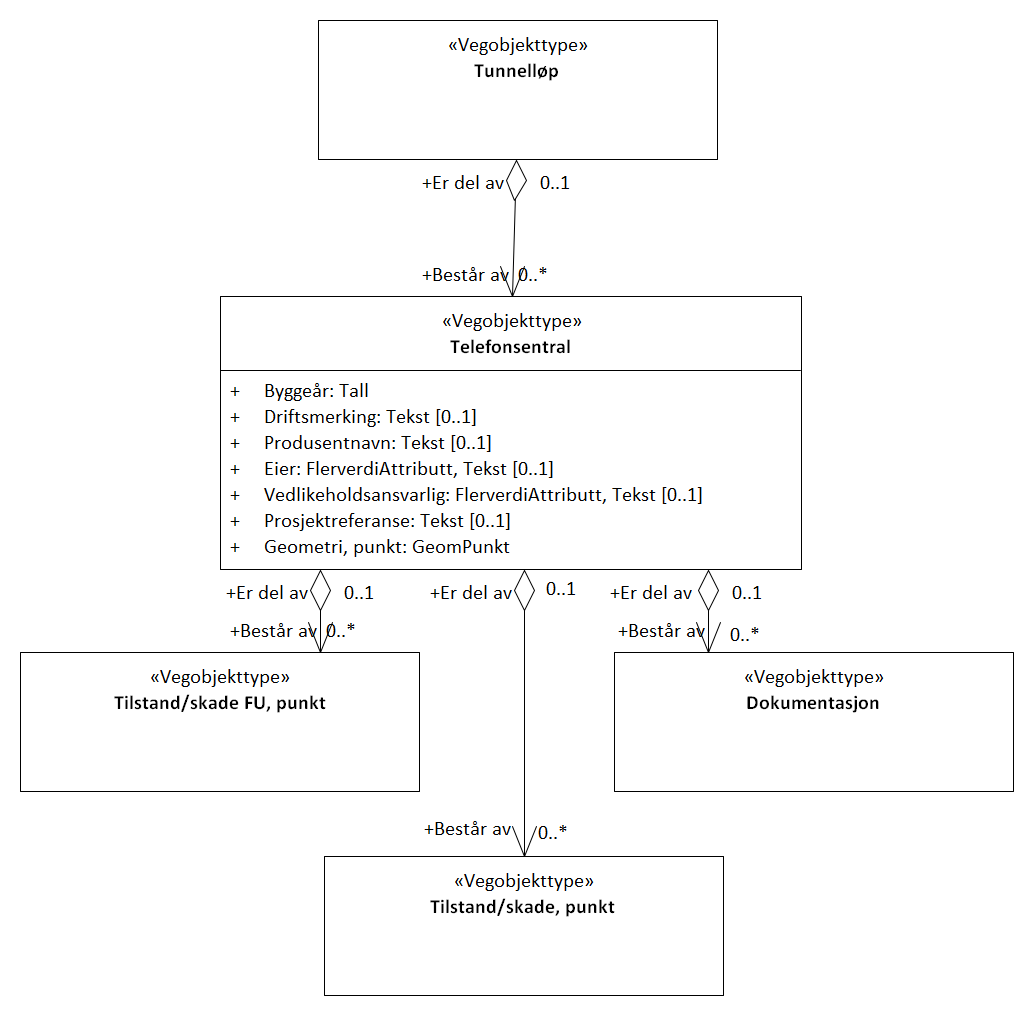 «Vegobjekttype»
Tunnelløp
+Er del av 0..1
+Består av 0..*
«Vegobjekttype»
Telefonsentral
+ Byggeår: Tall
+ Driftsmerking: Tekst [0..1]
+ Produsentnavn: Tekst [0..1]
+ Eier: FlerverdiAttributt, Tekst [0..1]
+ Vedlikeholdsansvarlig: FlerverdiAttributt, Tekst [0..1]
+ Prosjektreferanse: Tekst [0..1]
+ Geometri, punkt: GeomPunkt
+Er del av 0..1 +Er del av 0..1 +Er del av 0..1
+Består av 0..* +Består av 0..*
«Vegobjekttype» «Vegobjekttype»
Tilstand/skade FU, punkt Dokumentasjon
+Består av 0..*
«Vegobjekttype»
Tilstand/skade, punkt